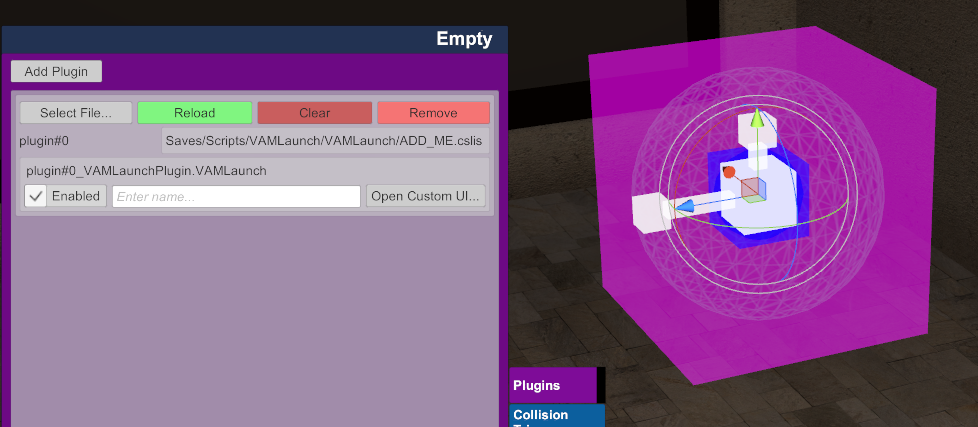 Empty
Add Plugin
Select File...
Reload
Clear
Remove
plugin#0
Saves/Scripts/VAMLaunch/VAMLaunch/ADD_ME.cslis
plugin#0_VAMLaunchPlugin.VAMLaunch
Enabled
Enter name...
Open Custom UI...
Plugins
Collision